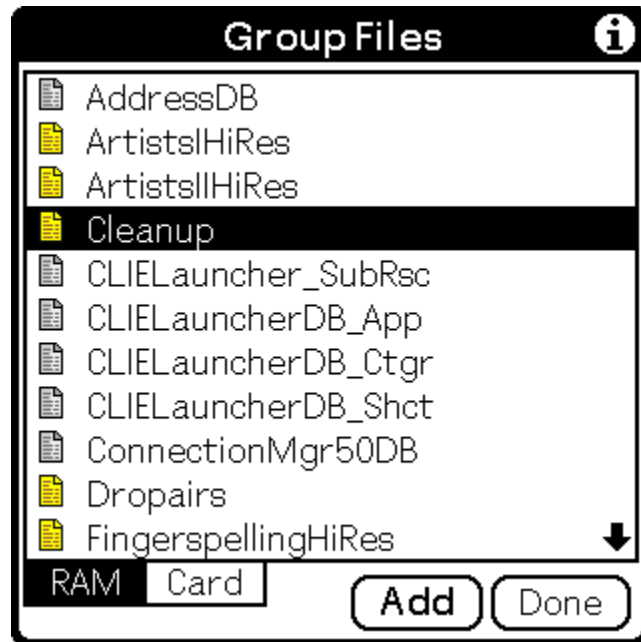 Group Files
AddressDB
ArtistsIHiRes
ArtistsIIHiRes
Cleanup
CLIELauncher_SubRsc
CLIELauncherDB_App
CLIELauncherDB_Ctgr
CLIELauncherDB_Shct
ConnectionMgr50DB
Dropairs
FingerspellingHiRes
RAM Card Add Done